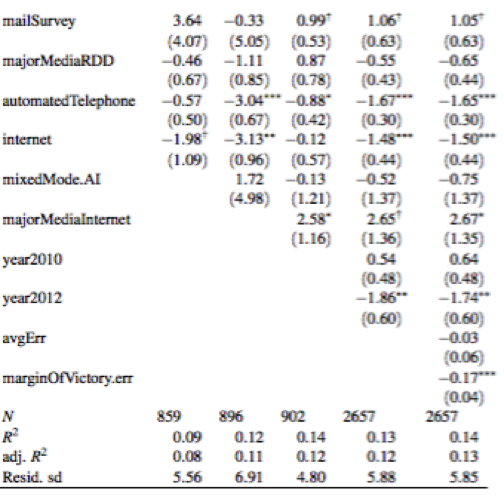 mailSurvey 3.64 −0.33 0.99† 1.06† 1.05†
(4.07) (5.05) (0.53) (0.63) (0.63)
majorMediaRDD −0.46 −1.11 0.87 −0.55 −0.65
(0.67) (0.85) (0.78) (0.43) (0.44)
automatedTelephone −0.57 −3.04*** −0.88* −1.67*** −1.65***
(0.50) (0.67) (0.42) (0.30) (0.30)
internet −1.98† −3.13** −0.12 −1.48*** −1.50***
(1.09) (0.96) (0.57) (0.44) (0.44)
mixedMode.AI 1.72 −0.13 −0.52 −0.75
(4.98) (1.21) (1.37) (1.37)
majorMediaInternet 2.58* 2.65† 2.67*
(1.16) (1.36) (1.35)
year2010 0.54 0.64
(0.48) (0.48)
year2012 −1.86** −1.74**
(0.60) (0.60)
avgErr −0.03
(0.06)
marginOfVictory.err −0.17***
(0.04)
N 859 896 902 2657 2657
R² 0.09 0.12 0.14 0.13 0.14
adj. R² 0.08 0.11 0.12 0.12 0.13
Resid. sd 5.56 6.91 4.80 5.88 5.85